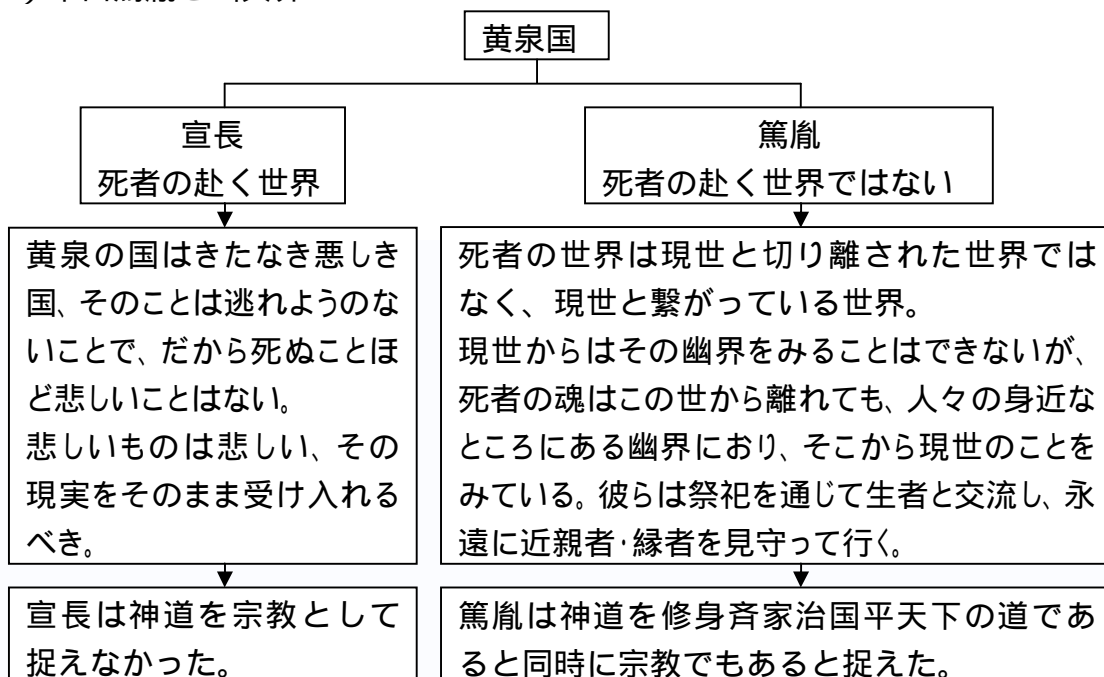 黄泉国
宣長
死者の赴く世界
篤胤
死者の赴く世界ではない
黄泉の国はきたなき悪しき
国、そのことは逃れようのな
いことで、だから死ぬことほ
ど悲しいことはない。
悲しいものは悲しい、その
現実をそのまま受け入れる
べき。
死者の世界は現世と切り離された世界では
なく、現世と繋がっている世界。
現世からはその幽界をみることはできないが、
死者の魂はこの世から離れても、人々の身近な
ところにある幽界におり、そこから現世のことを
みている。彼らは祭祀を通じて生者と交流し、永
遠に近親者・縁者を見守って行く。
宣長は神道を宗教として
捉えなかった。
篤胤は神道を修身斉家治国平天下の道であ
ると同時に宗教でもあると捉えた。